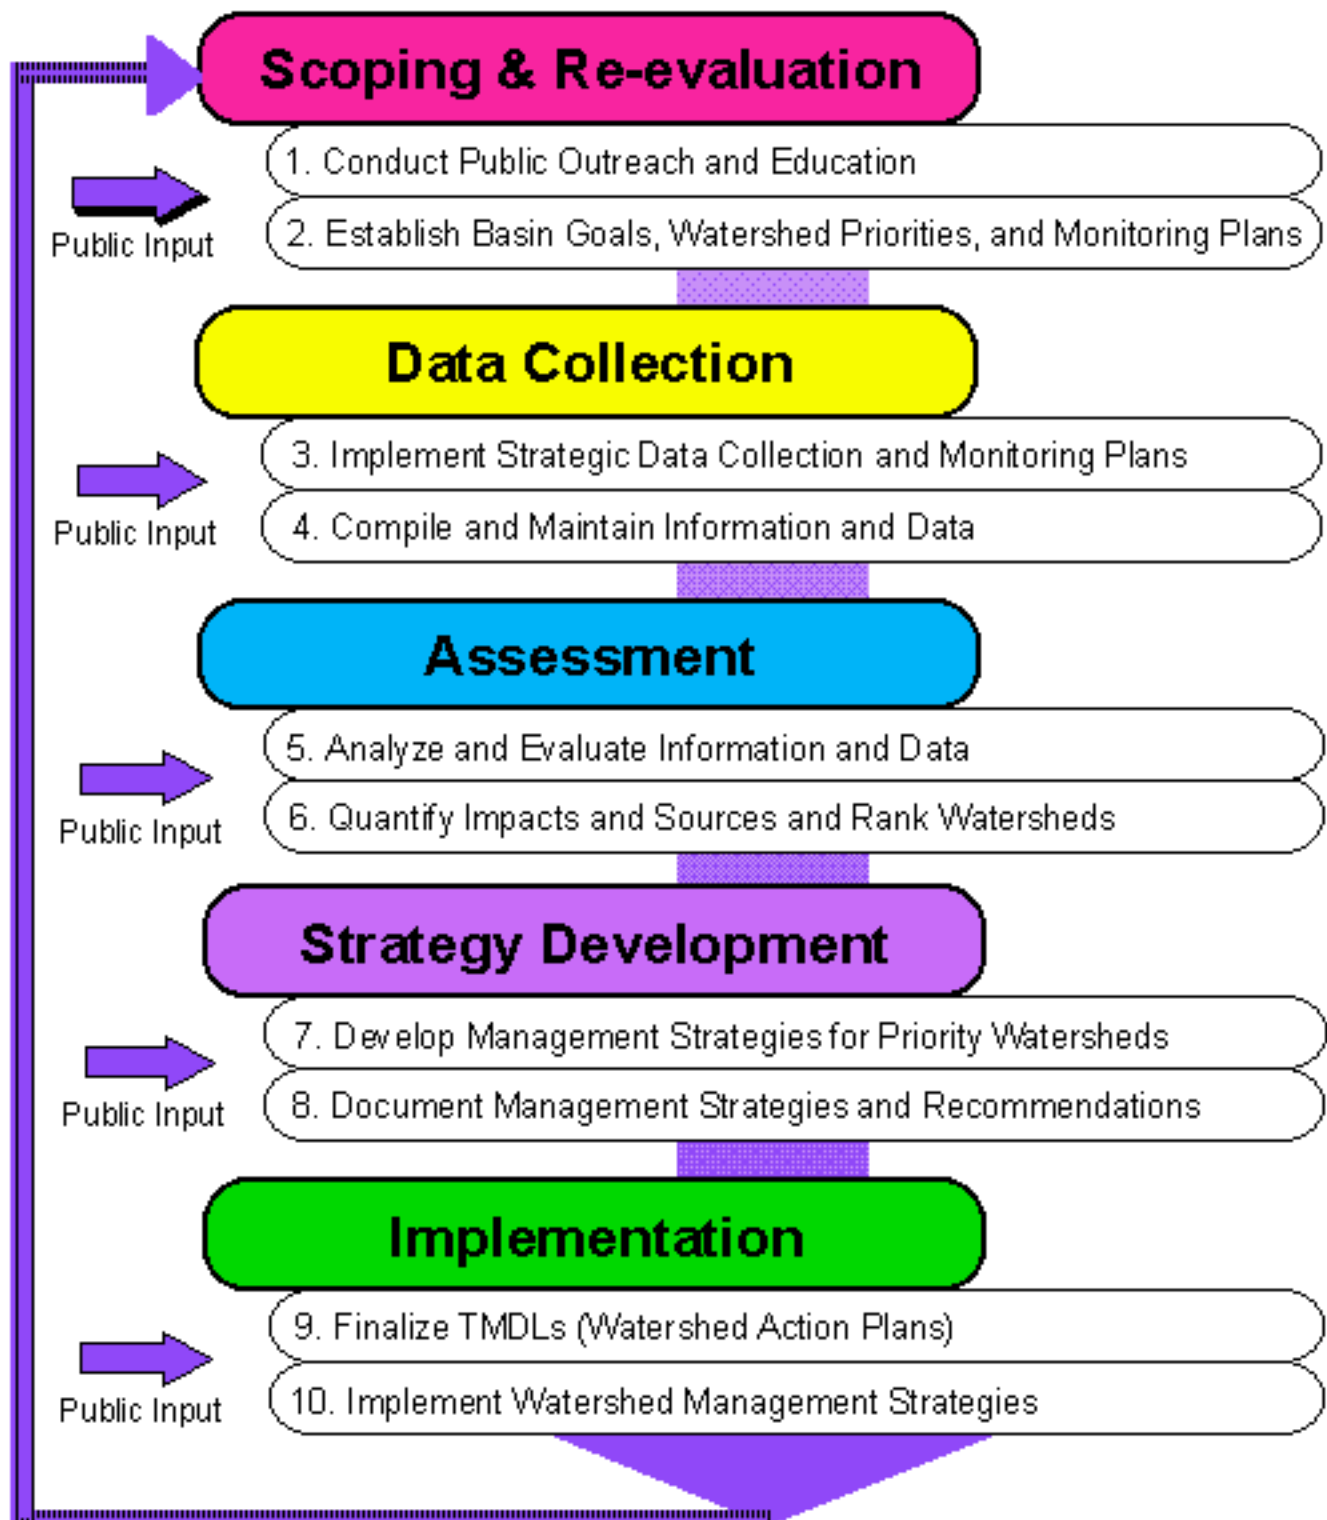 Scoping & Re-evaluation
1. Conduct Public Outreach and Education
Public Input
2. Establish Basin Goals, Watershed Priorities, and Monitoring Plans
Data Collection
3. Implement Strategic Data Collection and Monitoring Plans
Public Input
4. Compile and Maintain Information and Data
Assessment
5. Analyze and Evaluate Information and Data
Public Input
6. Quantify Impacts and Sources and Rank Watersheds
Strategy Development
7. Develop Management Strategies for Priority Watersheds
Public Input
8. Document Management Strategies and Recommendations
Implementation
9. Finalize TMDLs (Watershed Action Plans)
Public Input
10. Implement Watershed Management Strategies